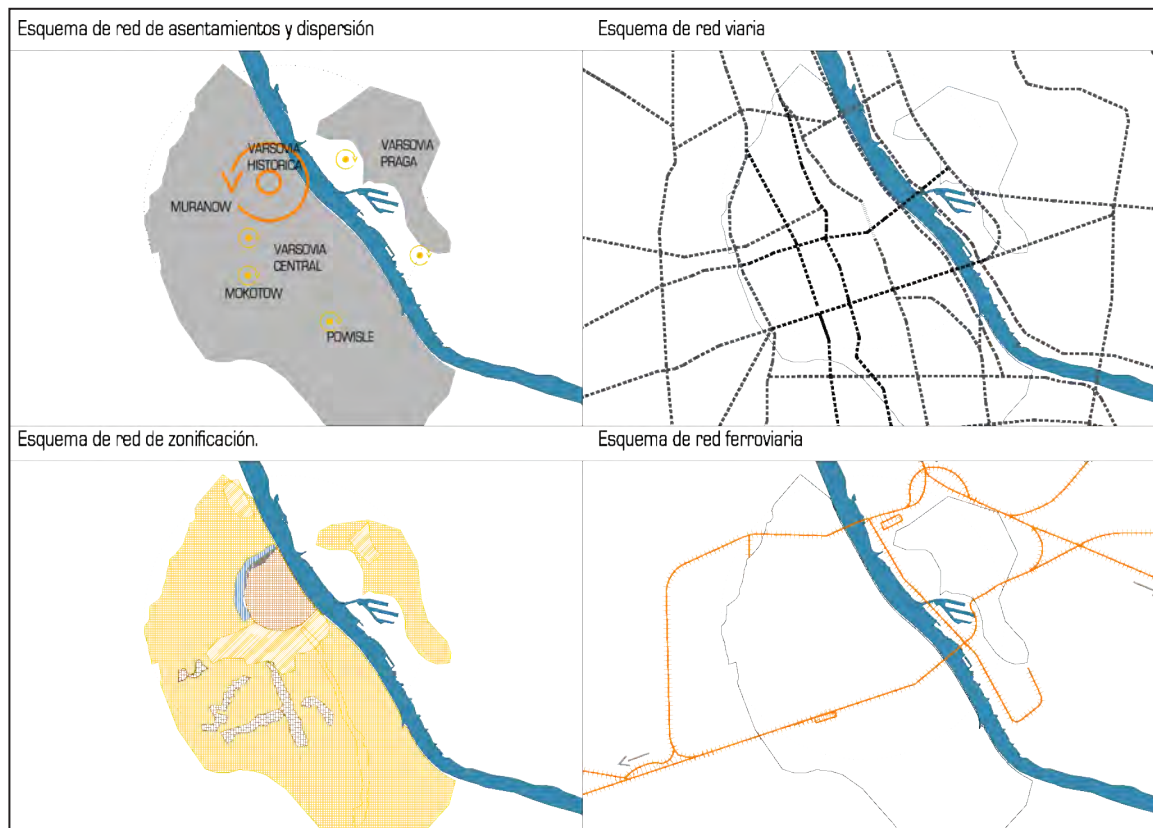 Esquema de red de asentamientos y dispersión
Esquema de red viaria
VARSOVIA
HISTORICA
VARSOVIA
PRAGA
MURANOW
VARSOVIA
CENTRAL
MOKOTOW
POWISLE
Esquema de red de zonificación.
Esquema de red ferroviaria